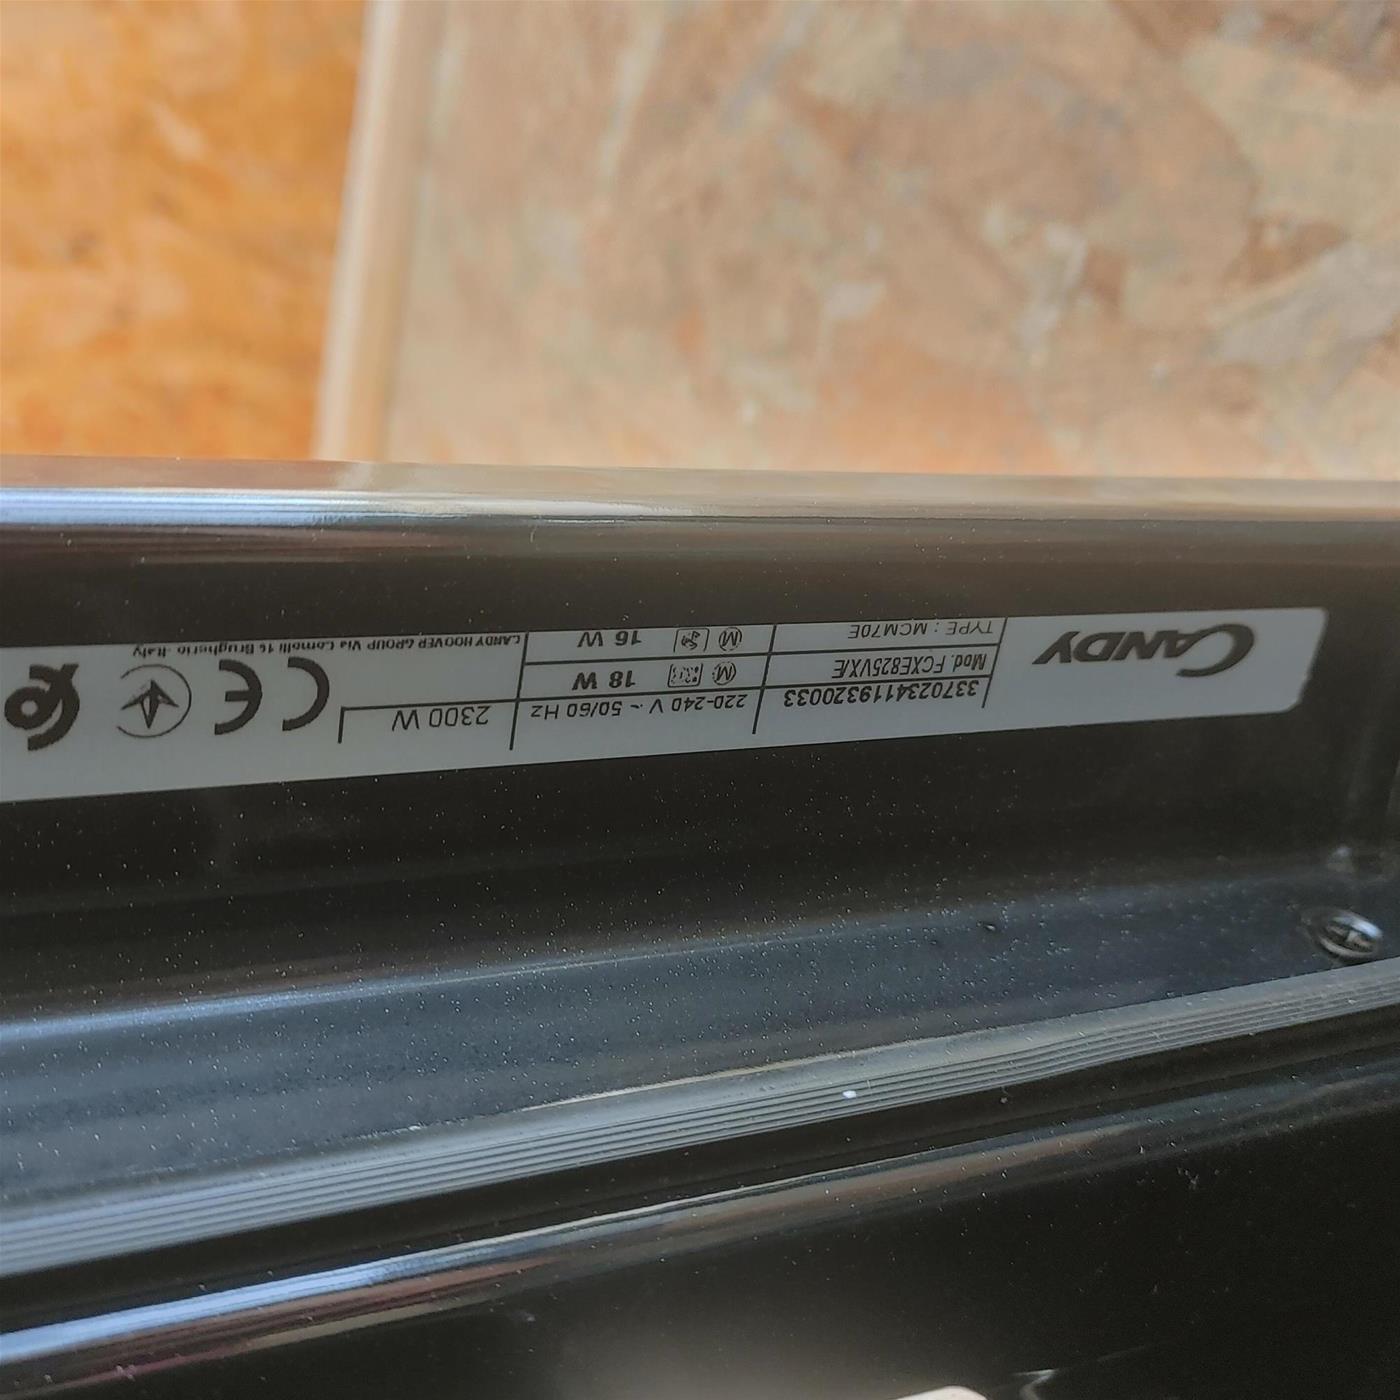 CANDY
TYPE : MCM70E
Mod. FCXE825VX/E
3370234119320033
M 16 W
M 18 W
220-240 V ~ 50/60 Hz
CANDY HOOVER GROUP Via Comolli 16 Brugherio-Italy
2300 W
CE